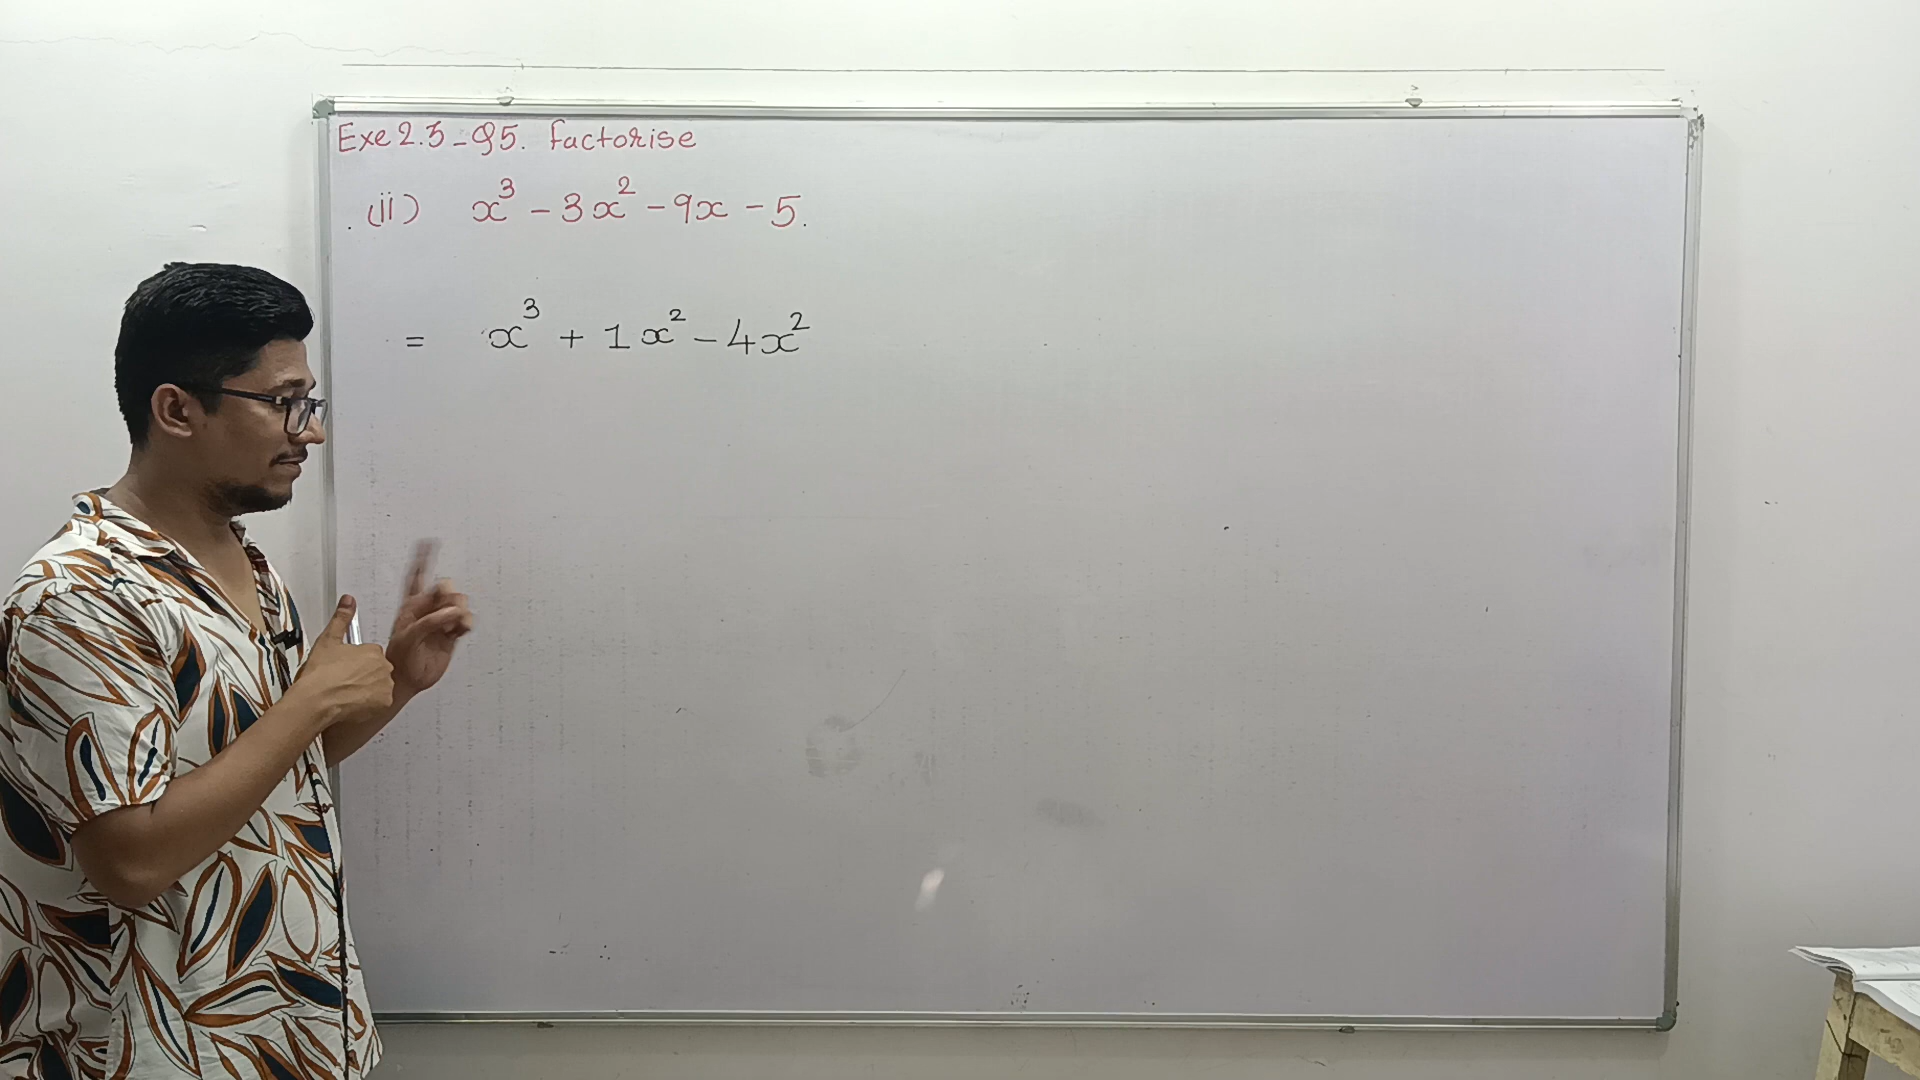 Exe 2.3 - Q5. factorise
(ii) x³ - 3x² - 9x - 5.
= x³ + 1x² - 4x²